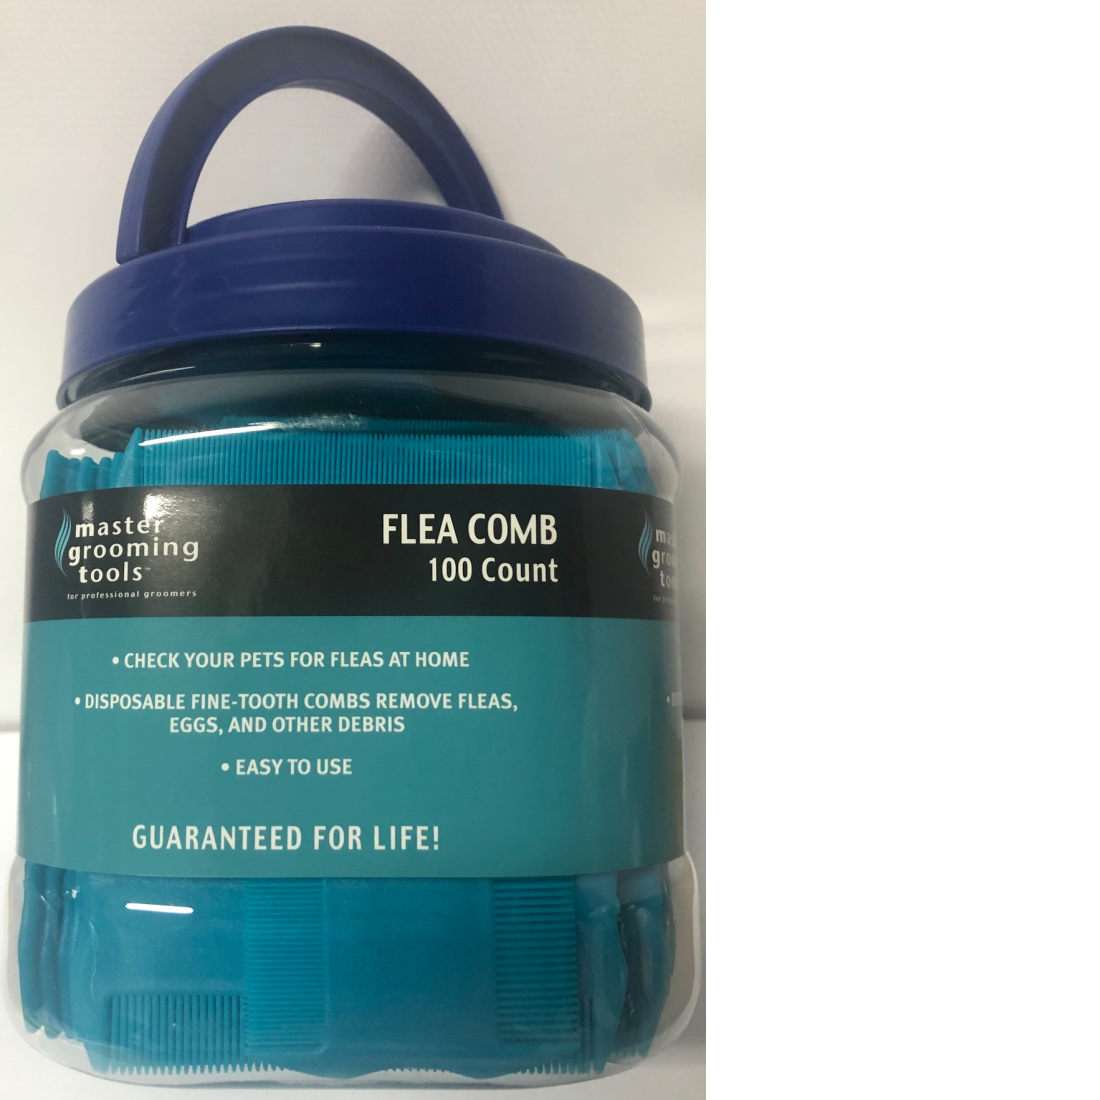 master
grooming
tools™
for professional groomers
FLEA COMB
100 Count
• CHECK YOUR PETS FOR FLEAS AT HOME
• DISPOSABLE FINE-TOOTH COMBS REMOVE FLEAS,
EGGS, AND OTHER DEBRIS
• EASY TO USE
GUARANTEED FOR LIFE!